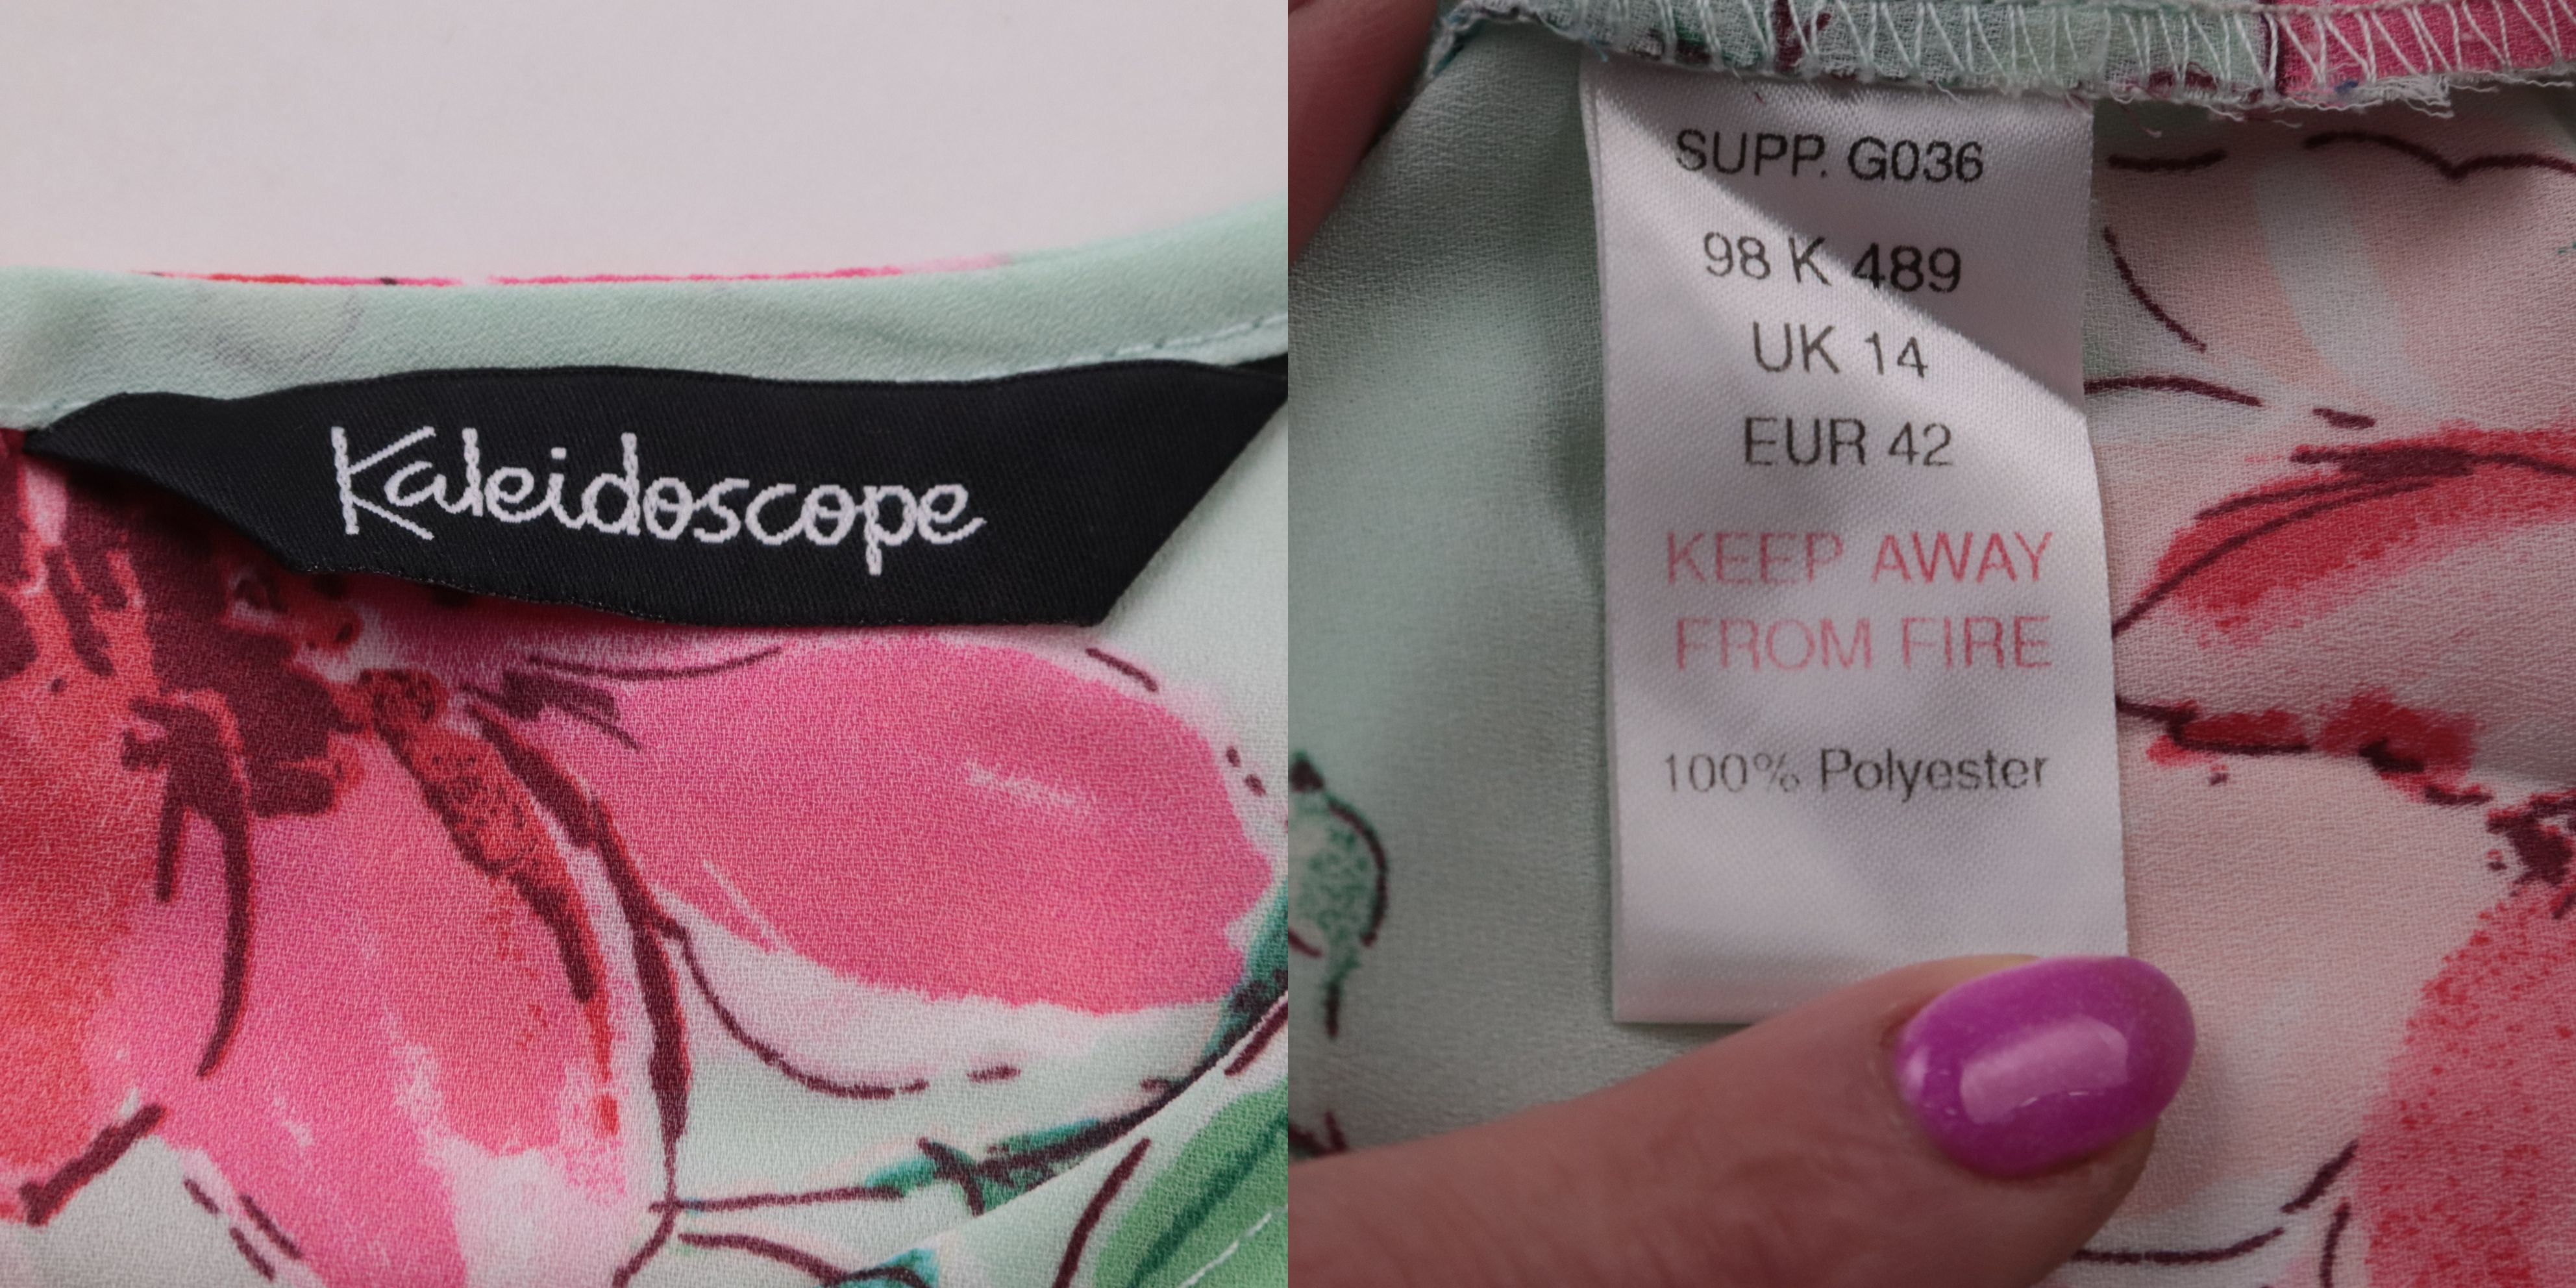 Kaleidoscope
SUPP. G036
98 K 489
UK 14
EUR 42
KEEP AWAY
FROM FIRE
100% Polyester